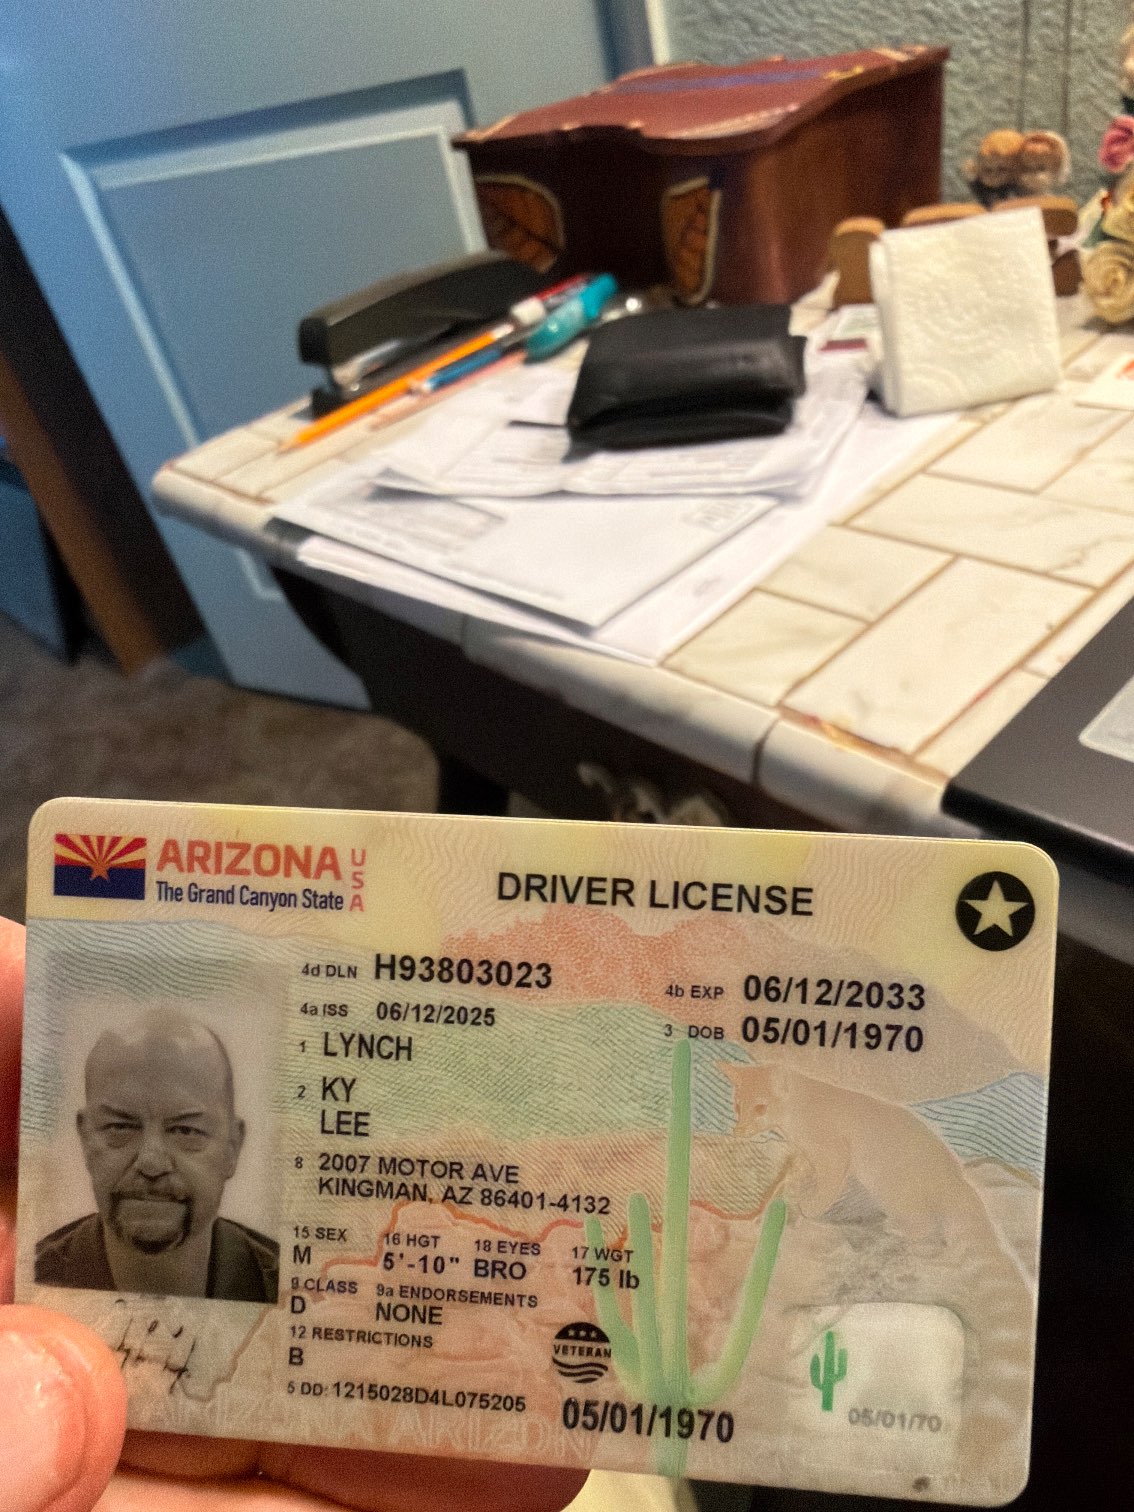 ARIZONA USA
The Grand Canyon State
DRIVER LICENSE
4d DLN H93803023
4b EXP 06/12/2033
4a ISS 06/12/2025
3 DOB 05/01/1970
1 LYNCH
2 KY
LEE
8 2007 MOTOR AVE
KINGMAN, AZ 86401-4132
15 SEX M
16 HGT 5'-10"
18 EYES BRO
17 WGT 175 lb
9 CLASS D
9a ENDORSEMENTS NONE
12 RESTRICTIONS
B
VETERAN
5 DD: 1215028D4L075205
05/01/1970
05/01/70